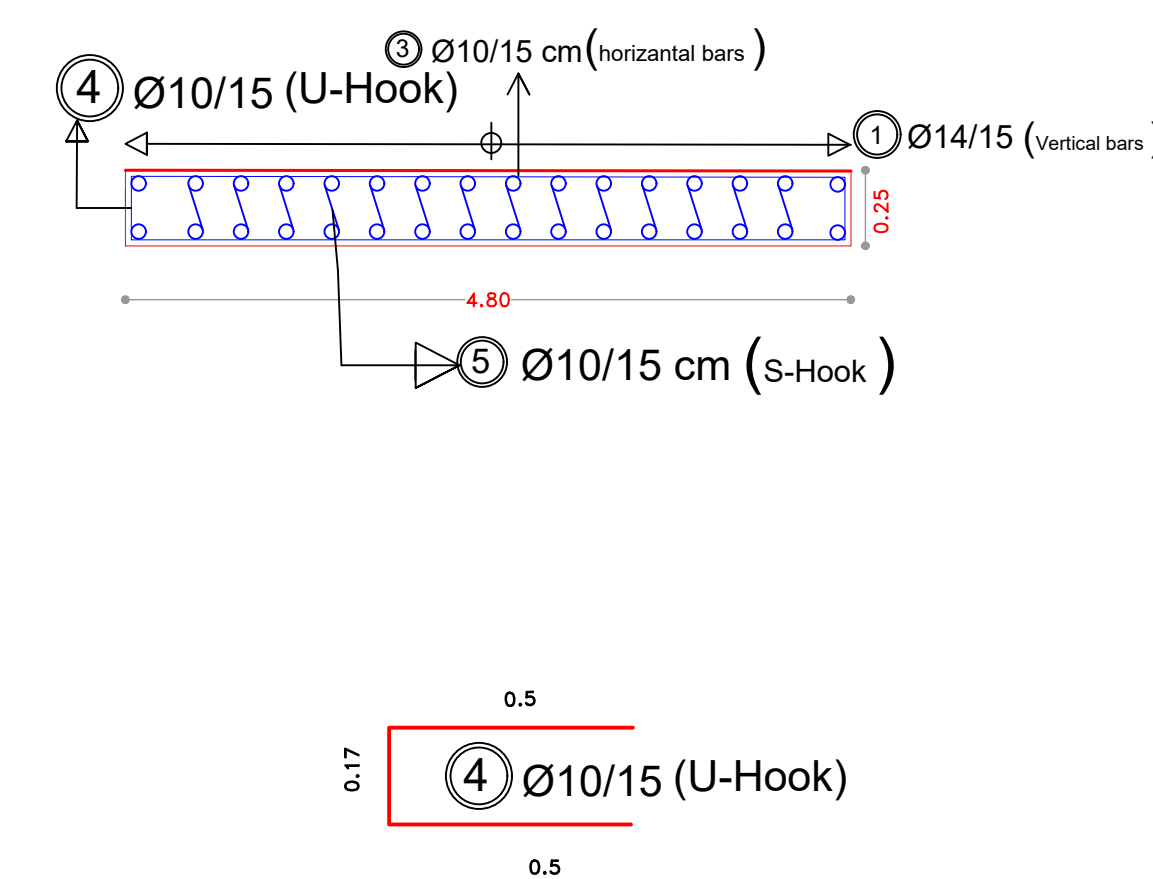 3 Ø10/15 cm(horizantal bars )
4 Ø10/15 (U-Hook)
1 Ø14/15 (Vertical bars )
0.25
4.80
5 Ø10/15 cm (S-Hook )
0.5
0.17
4 Ø10/15 (U-Hook)
0.5